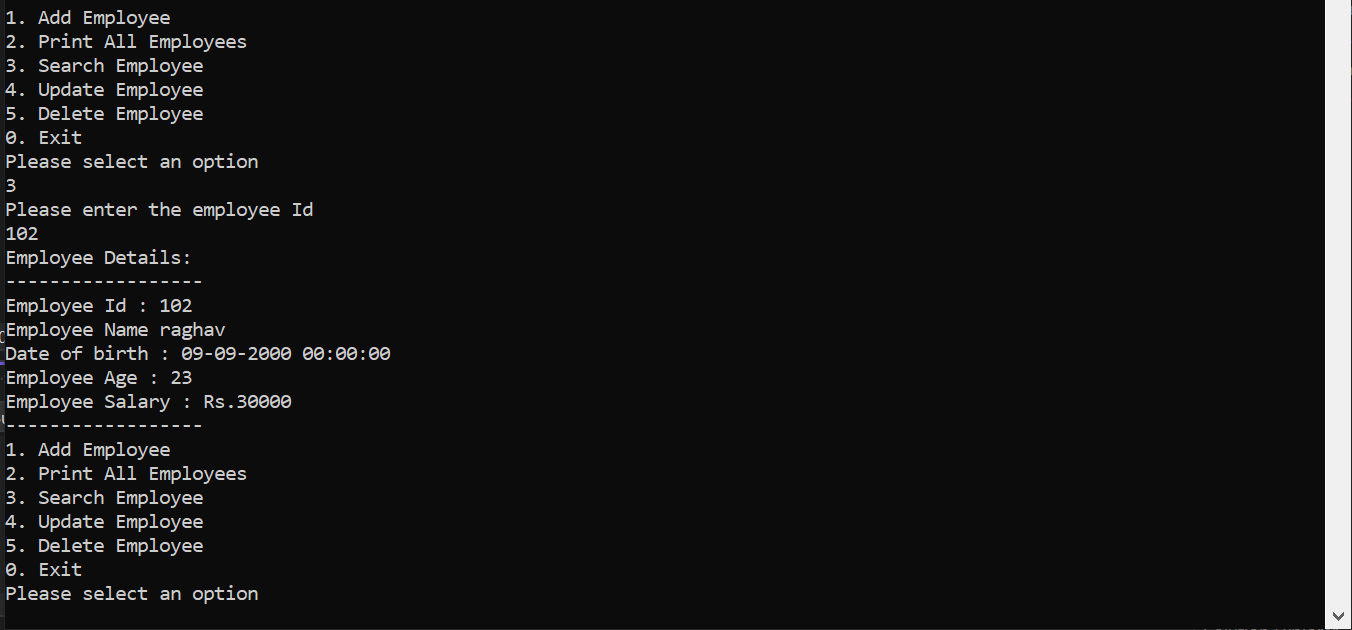 1. Add Employee
2. Print All Employees
3. Search Employee
4. Update Employee
5. Delete Employee
0. Exit
Please select an option
3
Please enter the employee Id
102
Employee Details:
------------------
Employee Id : 102
Employee Name raghav
Date of birth : 09-09-2000 00:00:00
Employee Age : 23
Employee Salary : Rs.30000
------------------
1. Add Employee
2. Print All Employees
3. Search Employee
4. Update Employee
5. Delete Employee
0. Exit
Please select an option